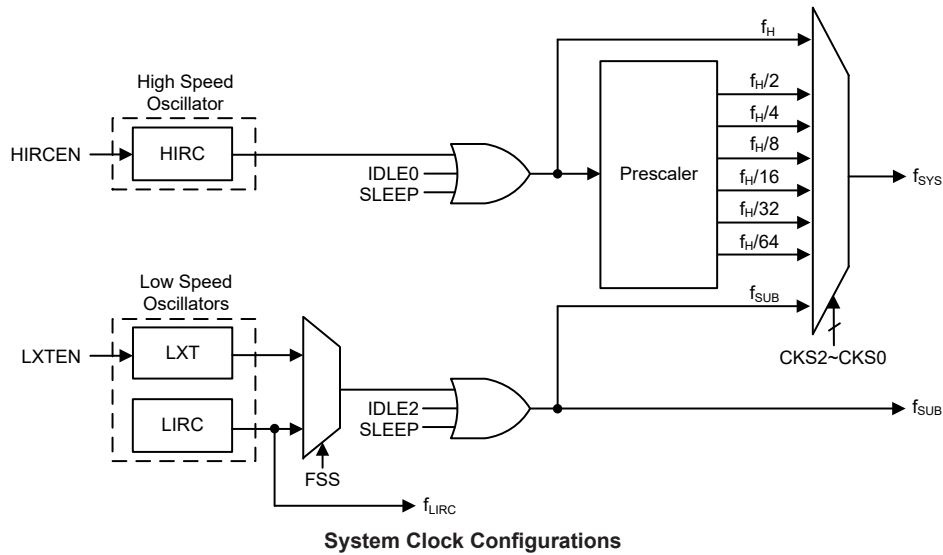 f_H
High Speed
Oscillator
HIRCEN
HIRC
IDLE0
SLEEP
Prescaler
f_H/2
f_H/4
f_H/8
f_H/16
f_H/32
f_H/64
f_SYS
Low Speed
Oscillators
f_SUB
LXTEN
LXT
CKS2~CKS0
LIRC
IDLE2
SLEEP
f_SUB
FSS
f_LIRC
System Clock Configurations